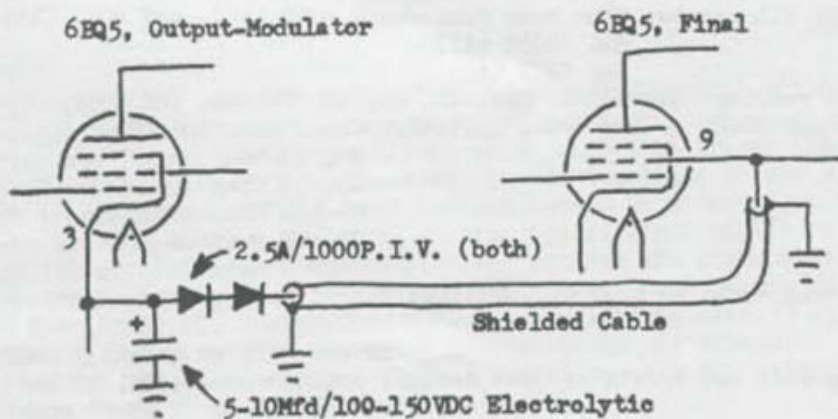 6BQ5, Output-Modulator
6BQ5, Final
9
3
2.5A/1000P.I.V. (both)
Shielded Cable
+
5-10Mfd/100-150VDC Electrolytic